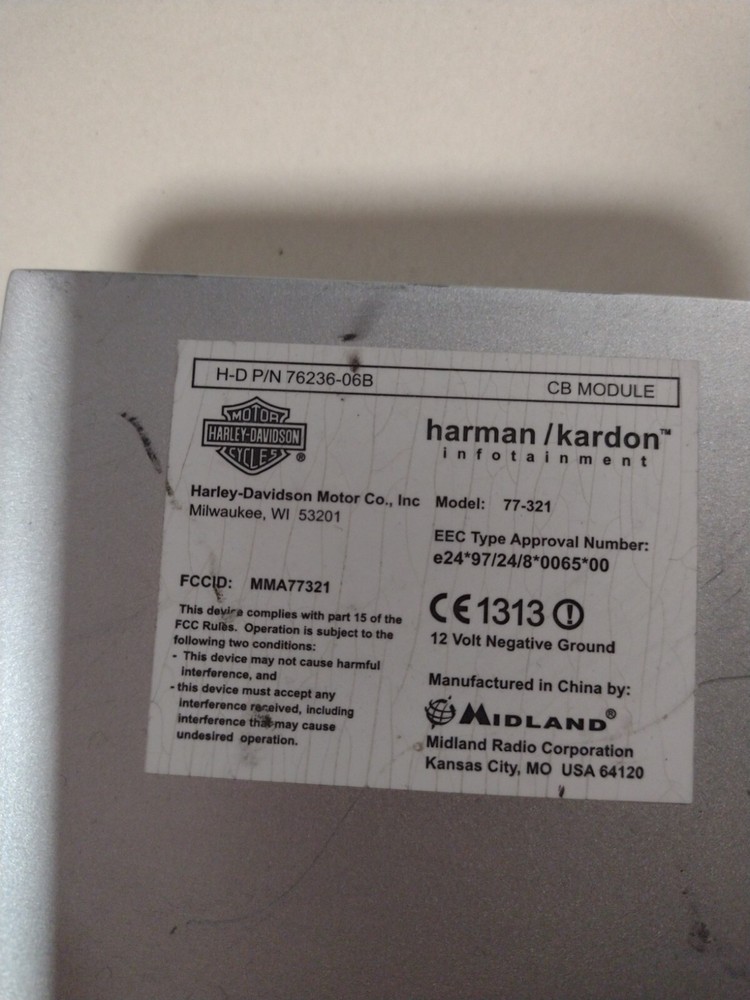 H-D P/N 76236-06B CB MODULE
MOTOR
HARLEY-DAVIDSON
CYCLES ®
Harley-Davidson Motor Co., Inc
Milwaukee, WI 53201
FCCID: MMA77321
This device complies with part 15 of the
FCC Rules. Operation is subject to the
following two conditions:
- This device may not cause harmful
interference, and
- this device must accept any
interference received, including
interference that may cause
undesired operation.
harman/kardon™
infotainment
Model: 77-321
EEC Type Approval Number:
e24*97/24/8*0065*00
CE 1313
12 Volt Negative Ground
Manufactured in China by:
MIDLAND®
Midland Radio Corporation
Kansas City, MO USA 64120